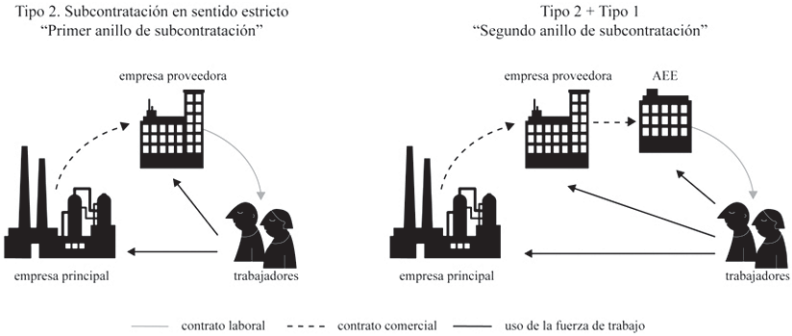 Tipo 2. Subcontratación en sentido estricto
“Primer anillo de subcontratación”
empresa proveedora
empresa principal
trabajadores
Tipo 2 + Tipo 1
“Segundo anillo de subcontratación”
empresa proveedora
AEE
empresa principal
trabajadores
contrato laboral
contrato comercial
uso de la fuerza de trabajo